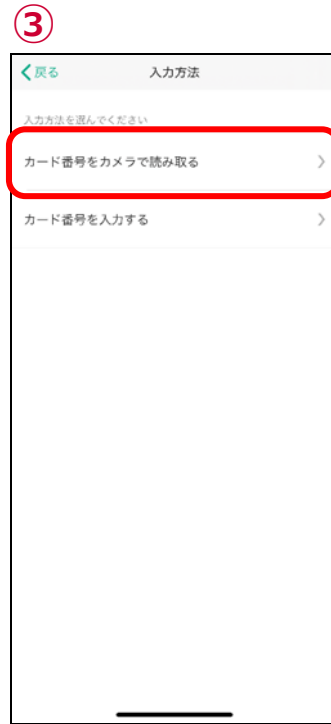 ③
戻る 入力方法
入力方法を選んでください
カード番号をカメラで読み取る
カード番号を入力する